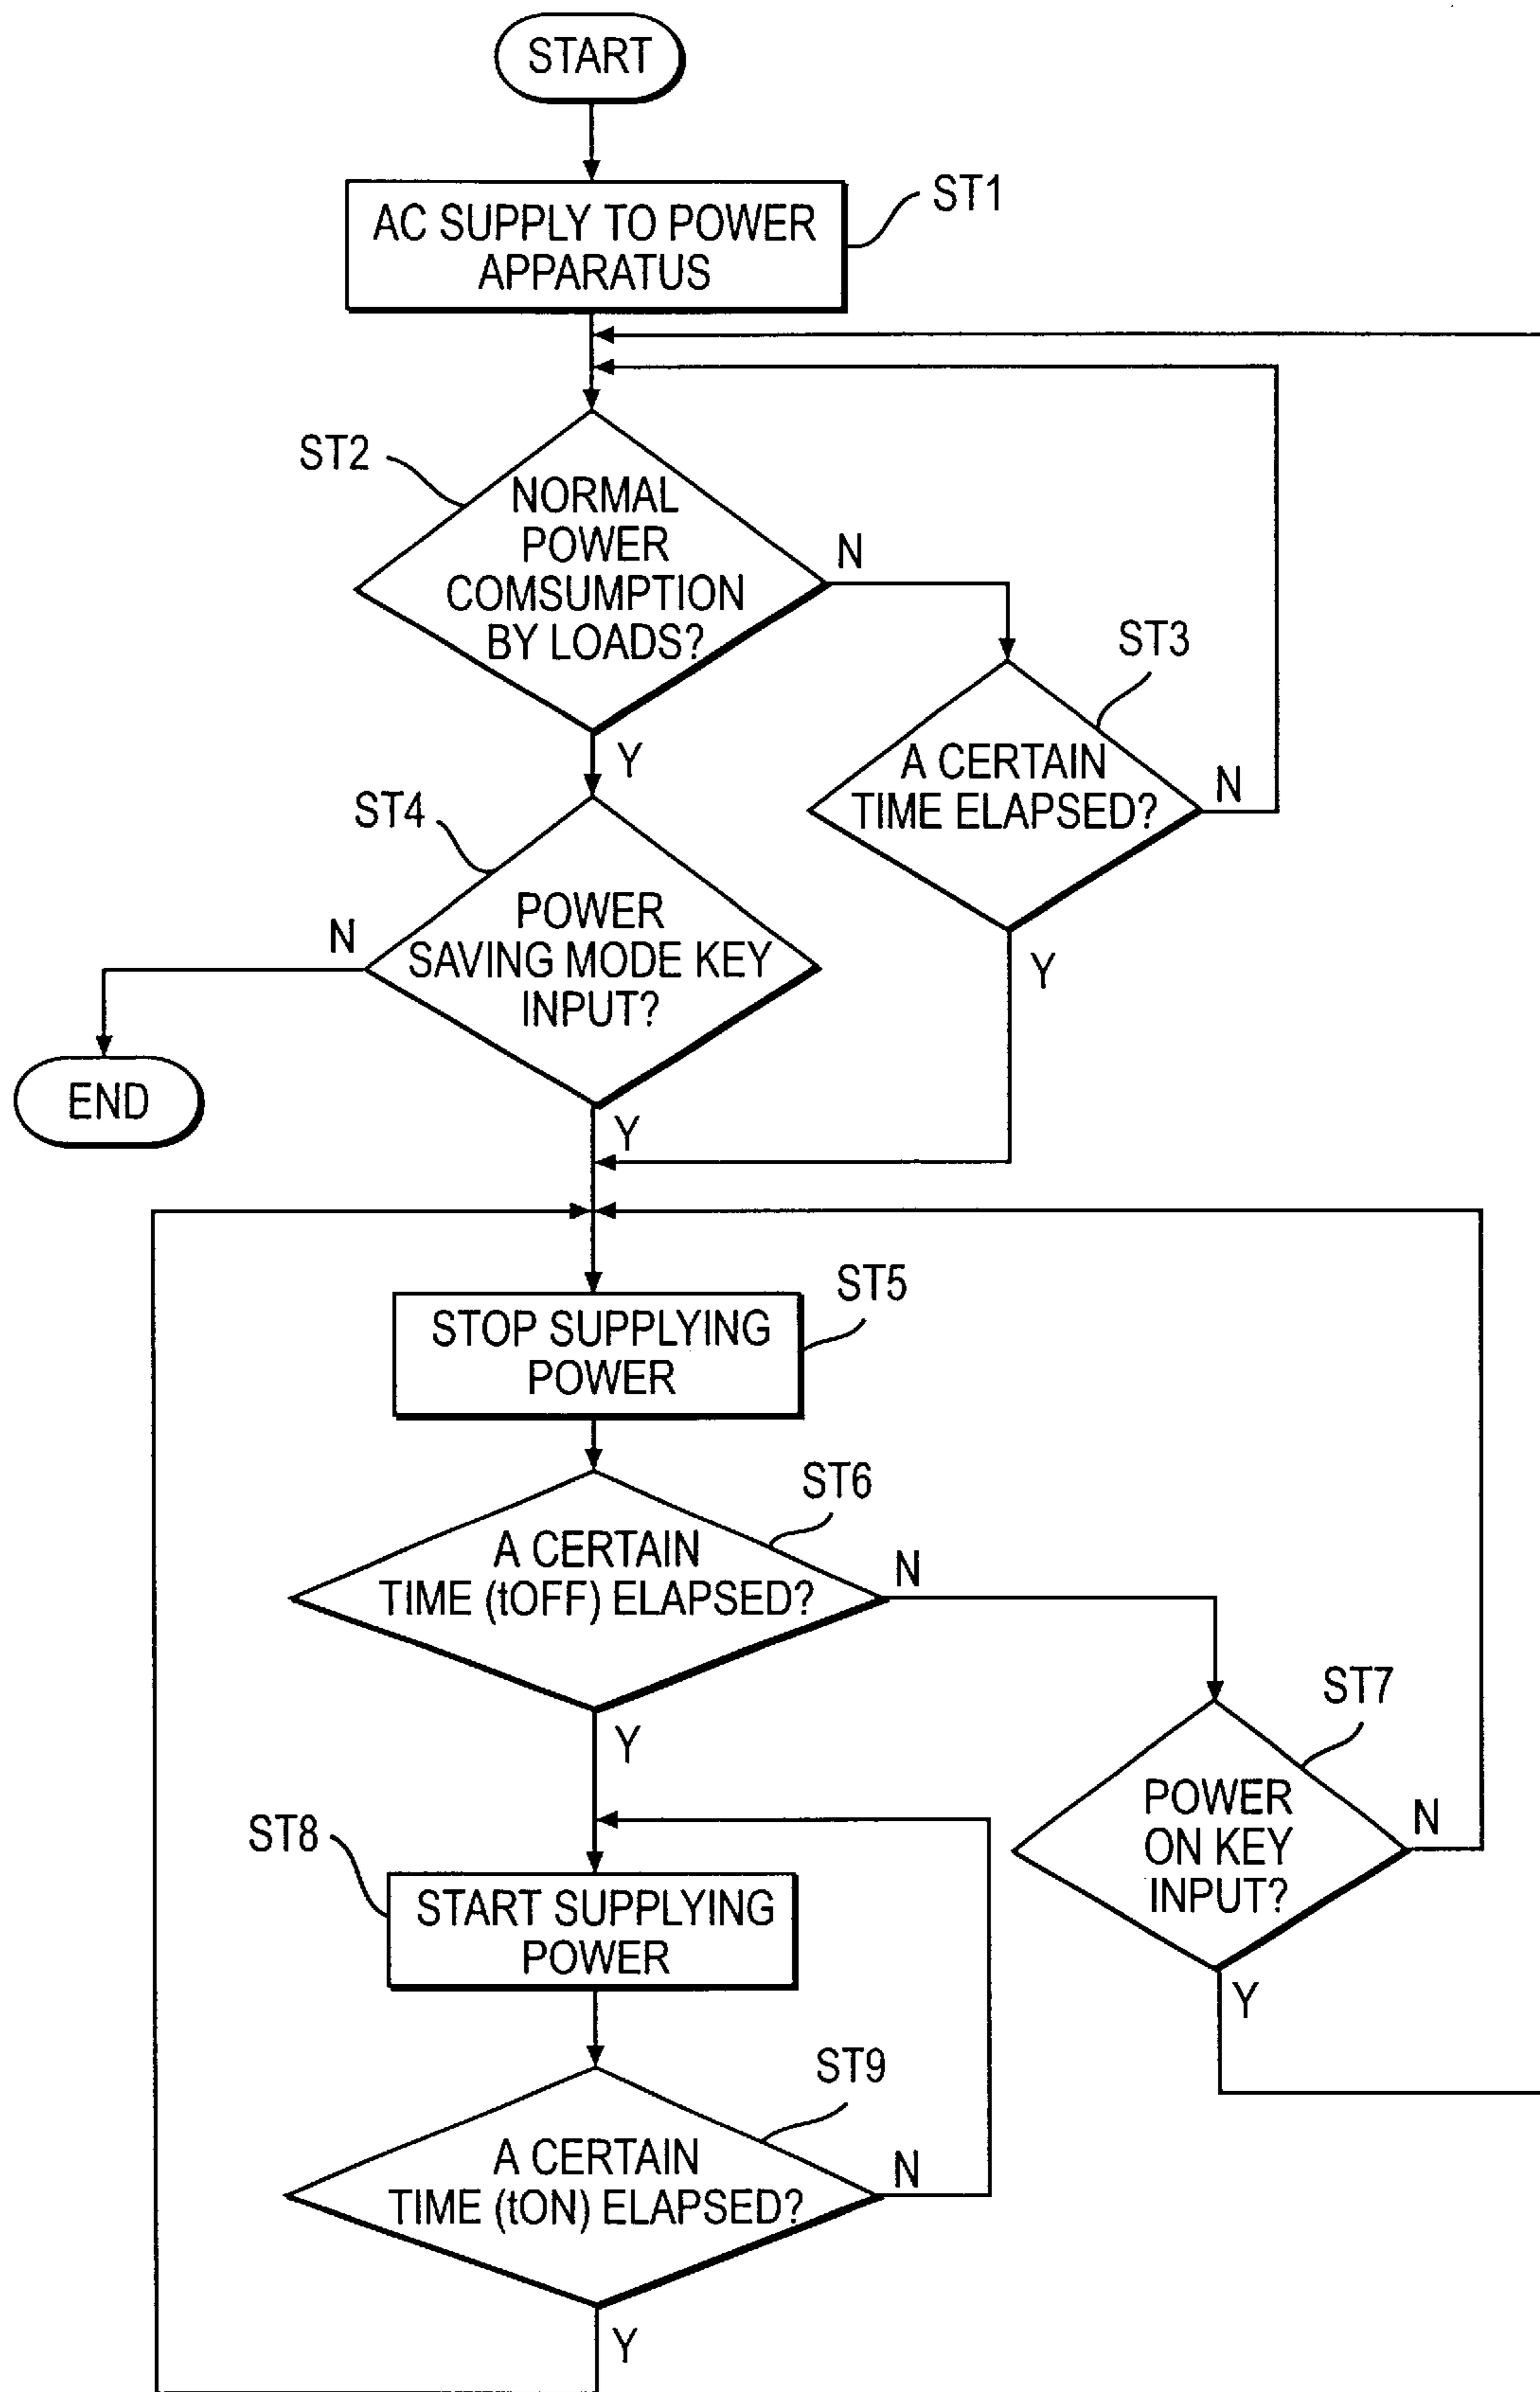 START
AC SUPPLY TO POWER
APPARATUS
ST1
ST2
NORMAL
POWER
COMSUMPTION
BY LOADS?
N
Y
ST3
A CERTAIN
TIME ELAPSED?
N
Y
ST4
POWER
SAVING MODE KEY
INPUT?
N
Y
END
ST5
STOP SUPPLYING
POWER
ST6
A CERTAIN
TIME (tOFF) ELAPSED?
N
Y
ST7
POWER
ON KEY
INPUT?
N
Y
ST8
START SUPPLYING
POWER
ST9
A CERTAIN
TIME (tON) ELAPSED?
N
Y